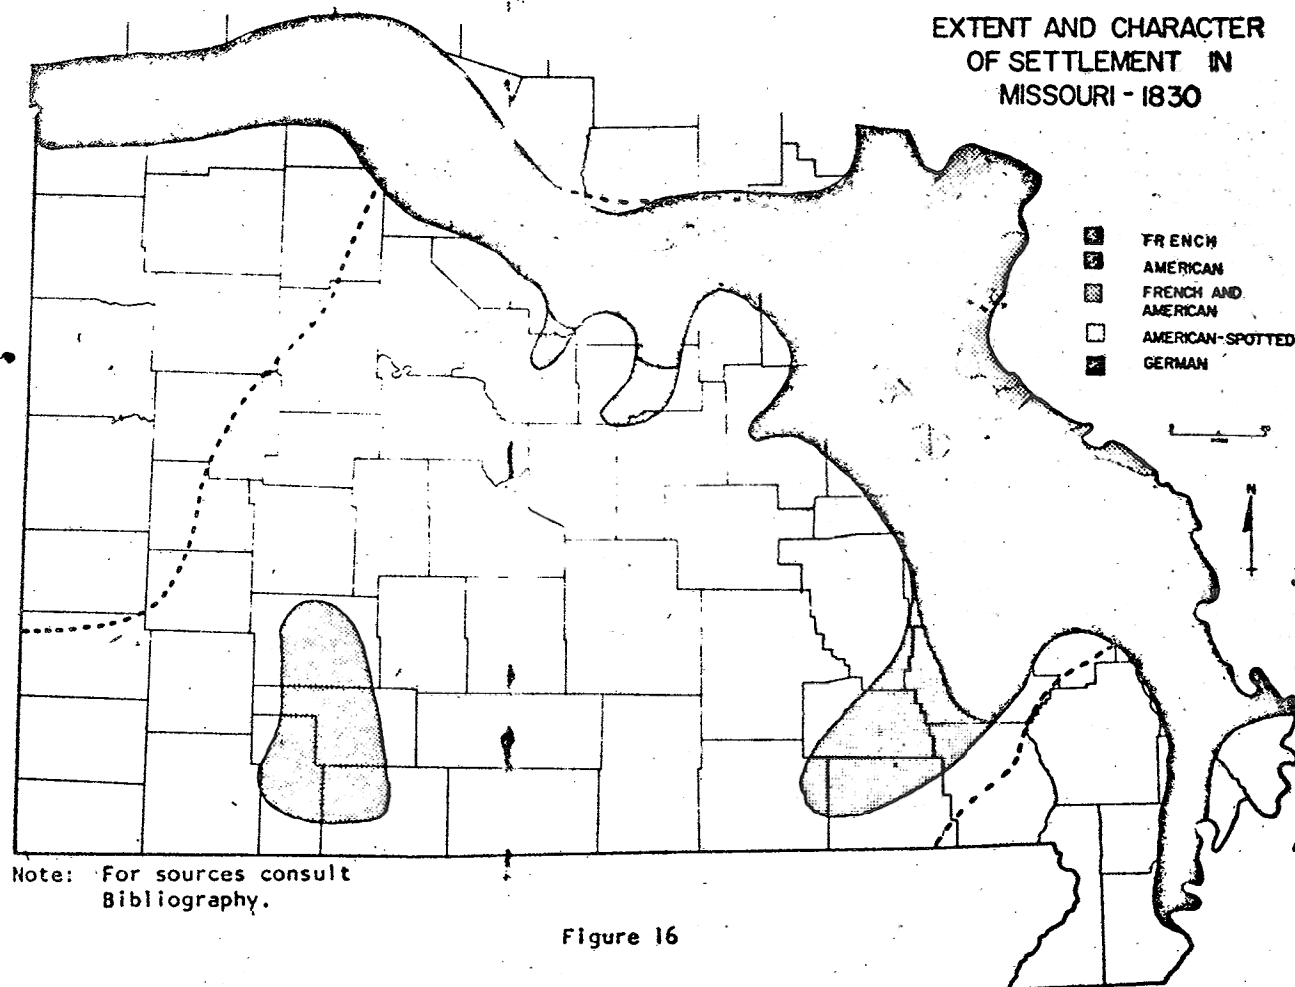 EXTENT AND CHARACTER
OF SETTLEMENT IN
MISSOURI - 1830
FRENCH
AMERICAN
FRENCH AND
AMERICAN
AMERICAN-SPOTTED
GERMAN
N
Note: For sources consult
Bibliography.
Figure 16